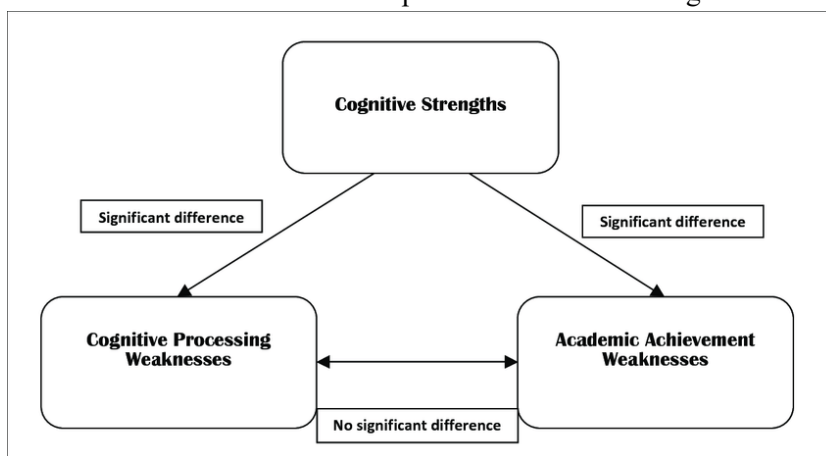 Cognitive Strengths
Significant difference
Significant difference
Cognitive Processing
Weaknesses
Academic Achievement
Weaknesses
No significant difference